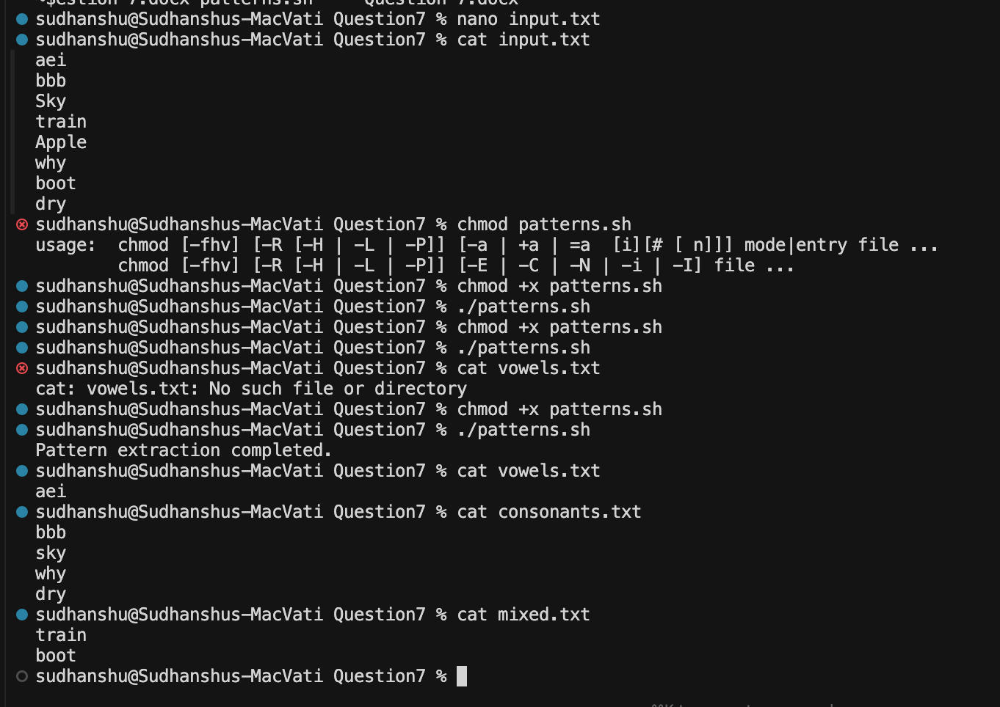 sudhanshu@Sudhanshus-MacVati Question7 % nano input.txt
sudhanshu@Sudhanshus-MacVati Question7 % cat input.txt
aei
bbb
Sky
train
Apple
why
boot
dry
sudhanshu@Sudhanshus-MacVati Question7 % chmod patterns.sh
usage:  chmod [-fhv] [-R [-H | -L | -P]] [-a | +a | =a  [i][# [ n]]] mode|entry file ...
        chmod [-fhv] [-R [-H | -L | -P]] [-E | -C | -N | -i | -I] file ...
sudhanshu@Sudhanshus-MacVati Question7 % chmod +x patterns.sh
sudhanshu@Sudhanshus-MacVati Question7 % ./patterns.sh
sudhanshu@Sudhanshus-MacVati Question7 % chmod +x patterns.sh
sudhanshu@Sudhanshus-MacVati Question7 % ./patterns.sh
sudhanshu@Sudhanshus-MacVati Question7 % cat vowels.txt
cat: vowels.txt: No such file or directory
sudhanshu@Sudhanshus-MacVati Question7 % chmod +x patterns.sh
sudhanshu@Sudhanshus-MacVati Question7 % ./patterns.sh
Pattern extraction completed.
sudhanshu@Sudhanshus-MacVati Question7 % cat vowels.txt
aei
sudhanshu@Sudhanshus-MacVati Question7 % cat consonants.txt
bbb
sky
why
dry
sudhanshu@Sudhanshus-MacVati Question7 % cat mixed.txt
train
boot
sudhanshu@Sudhanshus-MacVati Question7 %